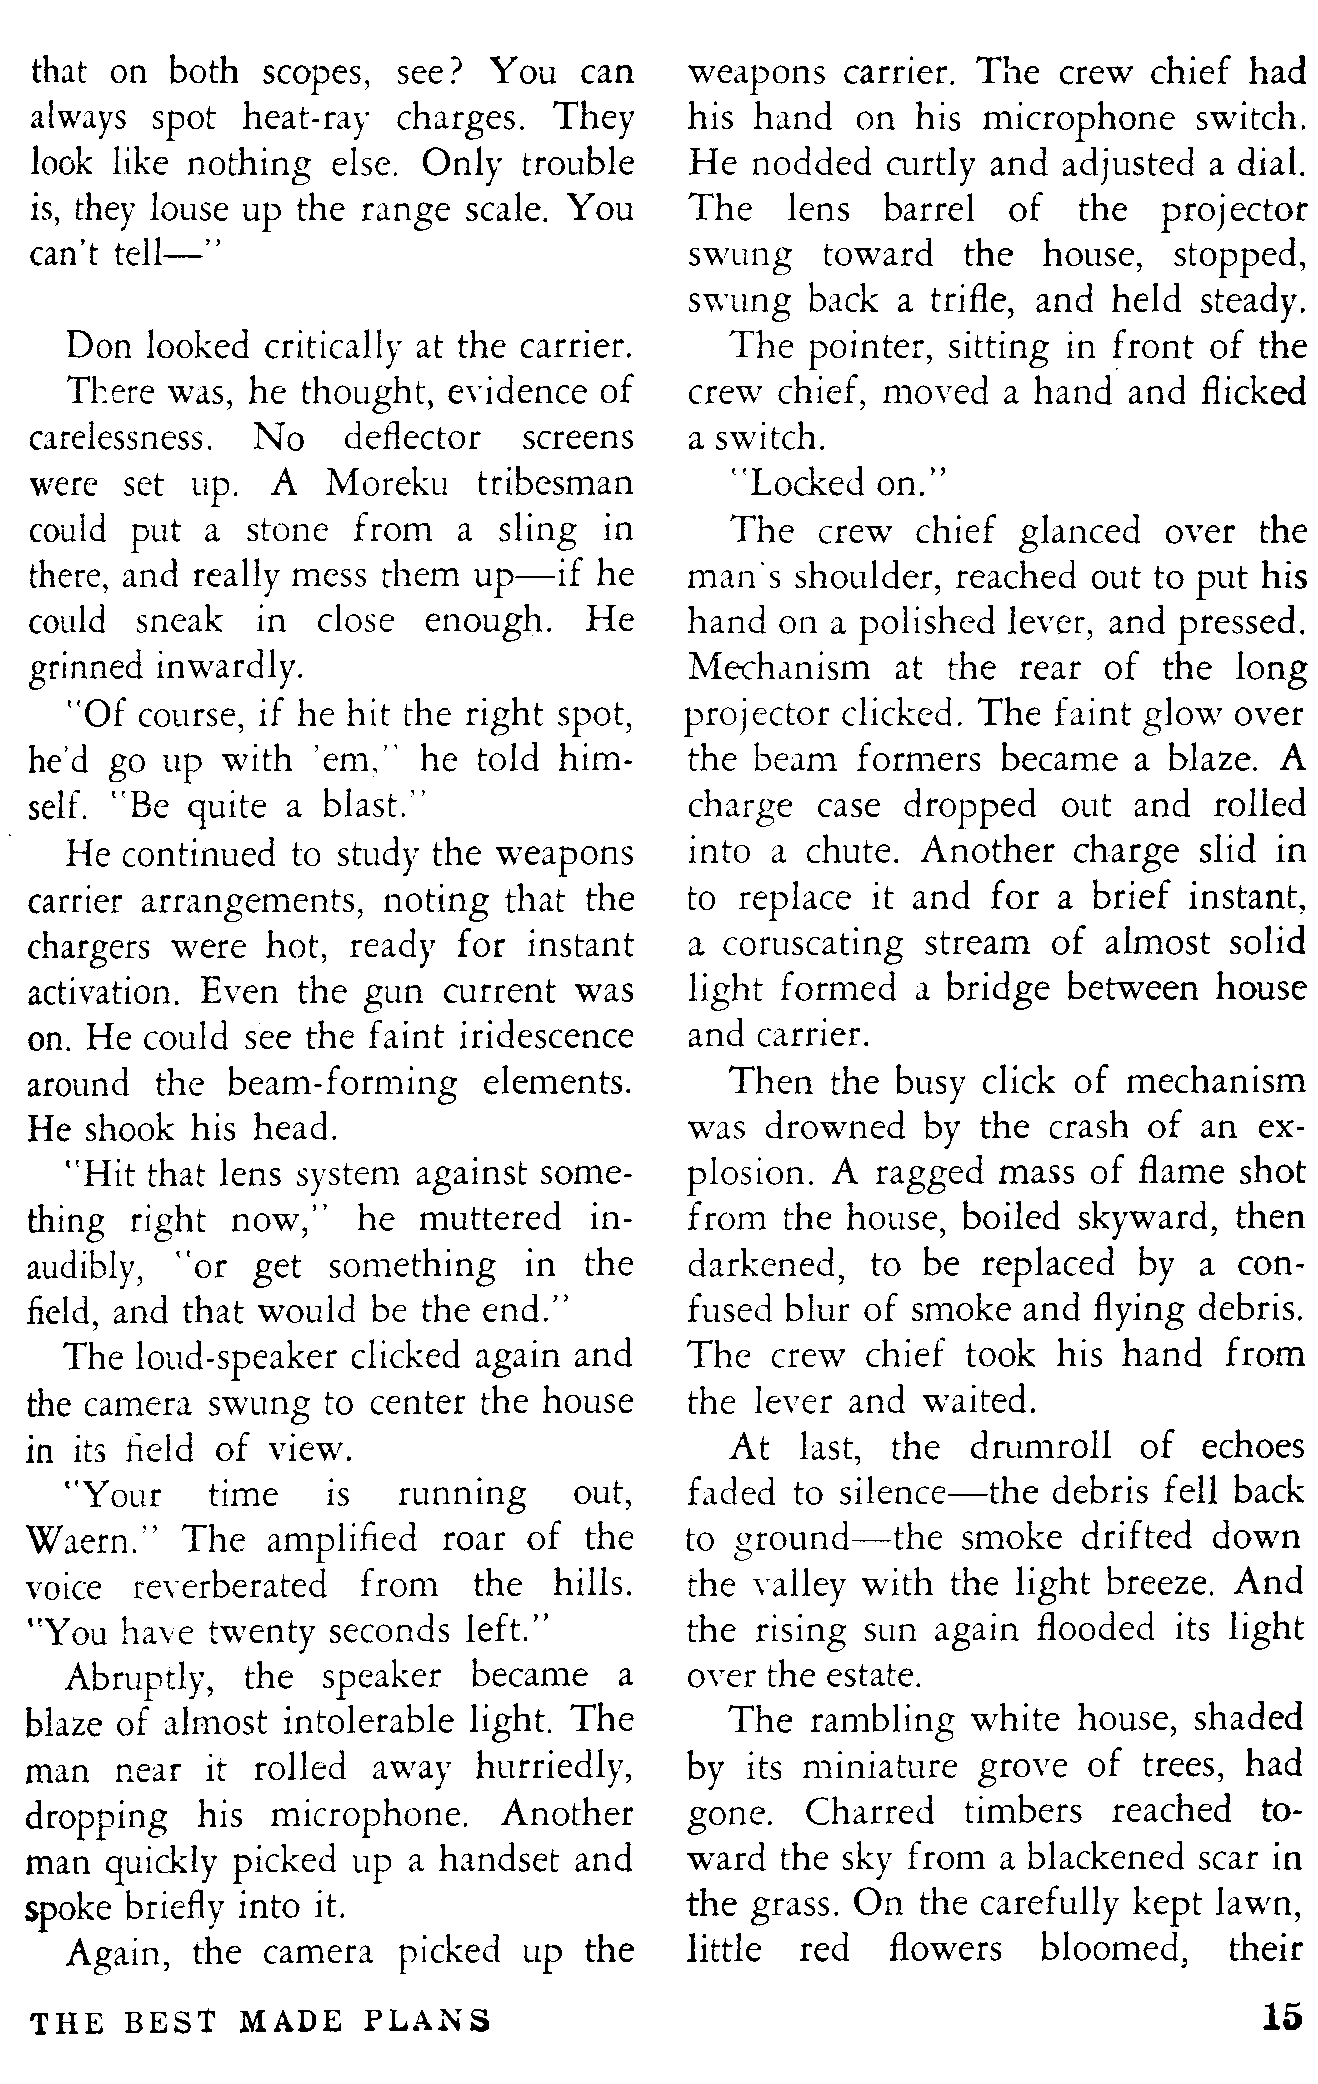 that on both scopes, see? You can
always spot heat-ray charges. They
look like nothing else. Only trouble
is, they louse up the range scale. You
can't tell—"
Don looked critically at the carrier.
There was, he thought, evidence of
carelessness. No deflector screens
were set up. A Moreku tribesman
could put a stone from a sling in
there, and really mess them up—if he
could sneak in close enough. He
grinned inwardly.
"Of course, if he hit the right spot,
he'd go up with 'em," he told him-
self. "Be quite a blast."
He continued to study the weapons
carrier arrangements, noting that the
chargers were hot, ready for instant
activation. Even the gun current was
on. He could see the faint iridescence
around the beam-forming elements.
He shook his head.
"Hit that lens system against some-
thing right now," he muttered in-
audibly, "or get something in the
field, and that would be the end."
The loud-speaker clicked again and
the camera swung to center the house
in its field of view.
"Your time is running out,
Waern." The amplified roar of the
voice reverberated from the hills.
"You have twenty seconds left."
Abruptly, the speaker became a
blaze of almost intolerable light. The
man near it rolled away hurriedly,
dropping his microphone. Another
man quickly picked up a handset and
spoke briefly into it.
Again, the camera picked up the
weapons carrier. The crew chief had
his hand on his microphone switch.
He nodded curtly and adjusted a dial.
The lens barrel of the projector
swung toward the house, stopped,
swung back a trifle, and held steady.
The pointer, sitting in front of the
crew chief, moved a hand and flicked
a switch.
"Locked on."
The crew chief glanced over the
man's shoulder, reached out to put his
hand on a polished lever, and pressed.
Mechanism at the rear of the long
projector clicked. The faint glow over
the beam formers became a blaze. A
charge case dropped out and rolled
into a chute. Another charge slid in
to replace it and for a brief instant,
a coruscating stream of almost solid
light formed a bridge between house
and carrier.
Then the busy click of mechanism
was drowned by the crash of an ex-
plosion. A ragged mass of flame shot
from the house, boiled skyward, then
darkened, to be replaced by a con-
fused blur of smoke and flying debris.
The crew chief took his hand from
the lever and waited.
At last, the drumroll of echoes
faded to silence—the debris fell back
to ground—the smoke drifted down
the valley with the light breeze. And
the rising sun again flooded its light
over the estate.
The rambling white house, shaded
by its miniature grove of trees, had
gone. Charred timbers reached to-
ward the sky from a blackened scar in
the grass. On the carefully kept lawn,
little red flowers bloomed, their
THE BEST MADE PLANS
15